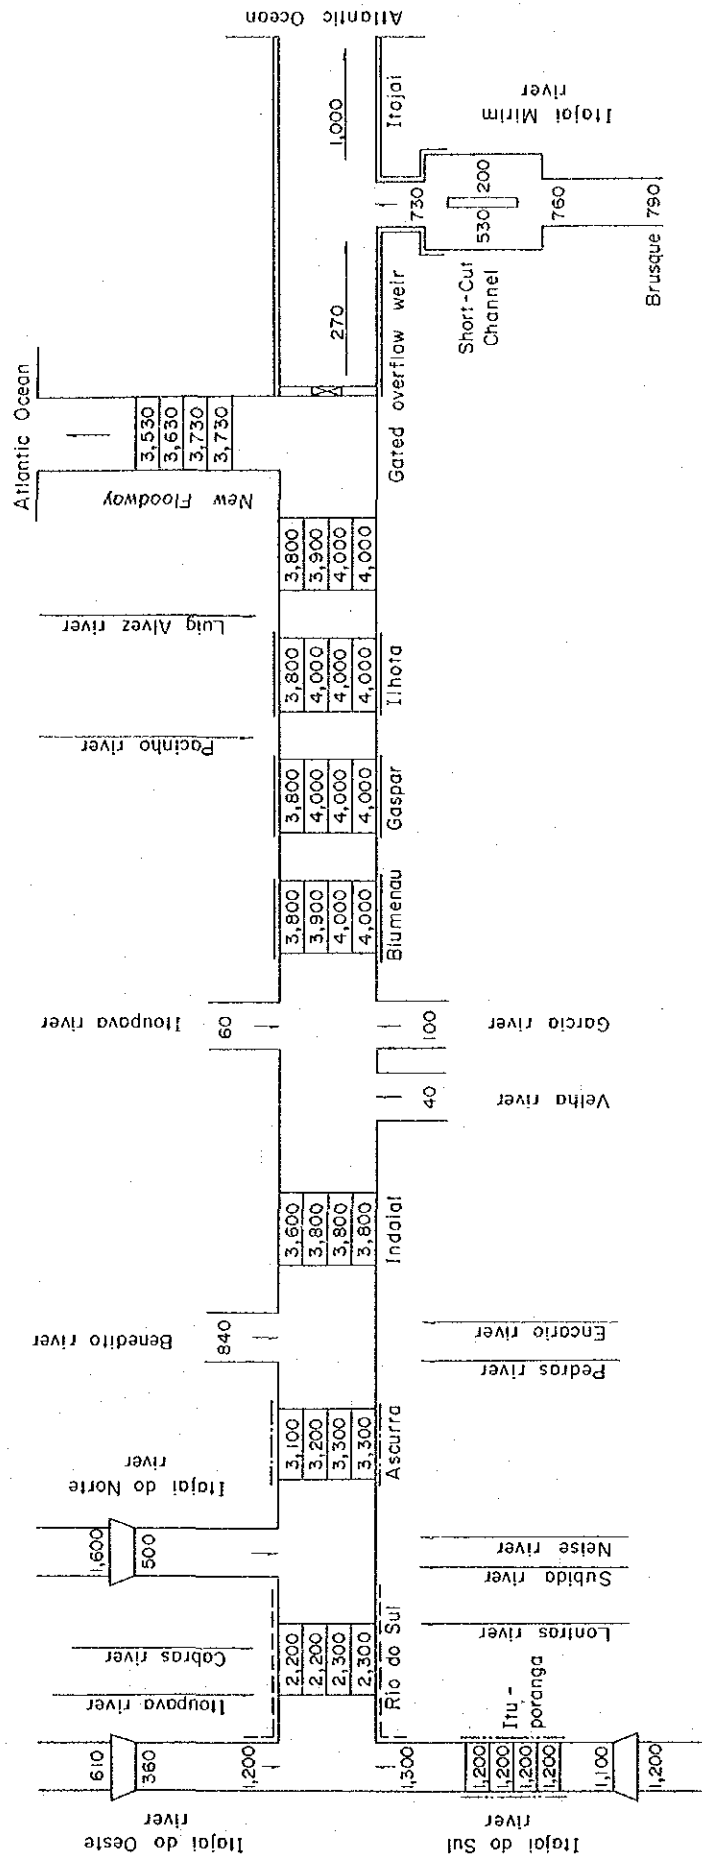 Atlantic Ocean
1,000
Itajai
Itajai Mirim
river
730
200
530
760
790
Short-Cut
Channel
Brusque
270
Gated overflow weir
Atlantic Ocean
3,530
3,630
3,730
3,730
New Floodway
3,800
3,900
4,000
4,000
Luig Alvez river
3,800
4,000
4,000
4,000
Ilhota
Pacinho river
3,800
4,000
4,000
4,000
Gaspar
3,800
3,900
4,000
4,000
Blumenau
Itoupava river
60
100
Garcia river
40
Velha river
3,600
3,800
3,800
3,800
Indaial
Benedito river
840
Encario river
Pedras river
3,100
3,200
3,300
3,300
Ascurra
Itajai do Norte
river
1,600
500
Neise river
Subida river
Lontras river
Cobras river
Itoupava river
2,200
2,200
2,300
2,300
Rio do Sul
610
360
1,200
Itajai do Oeste
river
1,300
1,200
1,200
1,200
1,200
Itu-
poranga
1,100
1,200
Itajai do Sul
river